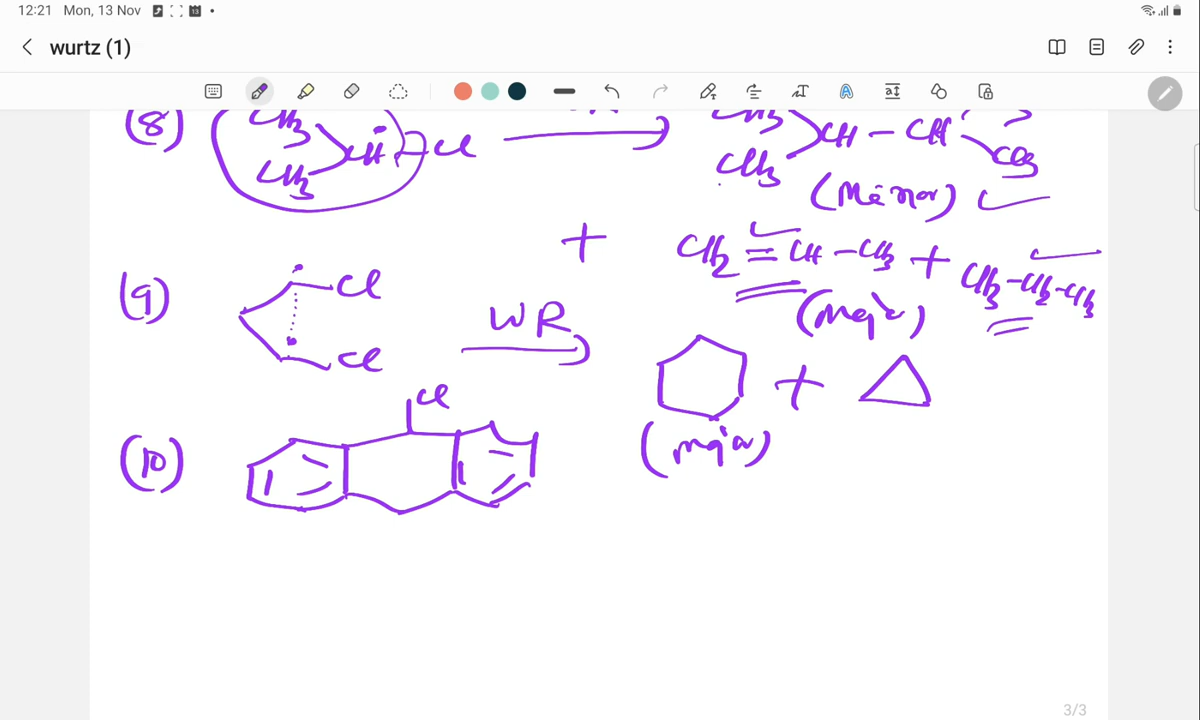 12:21 Mon, 13 Nov
wurtz (1)
(8) CH3 CH3 CH Cl CH3 CH3 CH - CH CH3
(Minor)
+ CH2 = CH - CH3 + CH3-CH2-CH3
(Major)
(9) Cl Cl WR +
(major)
(10) Cl
3/3